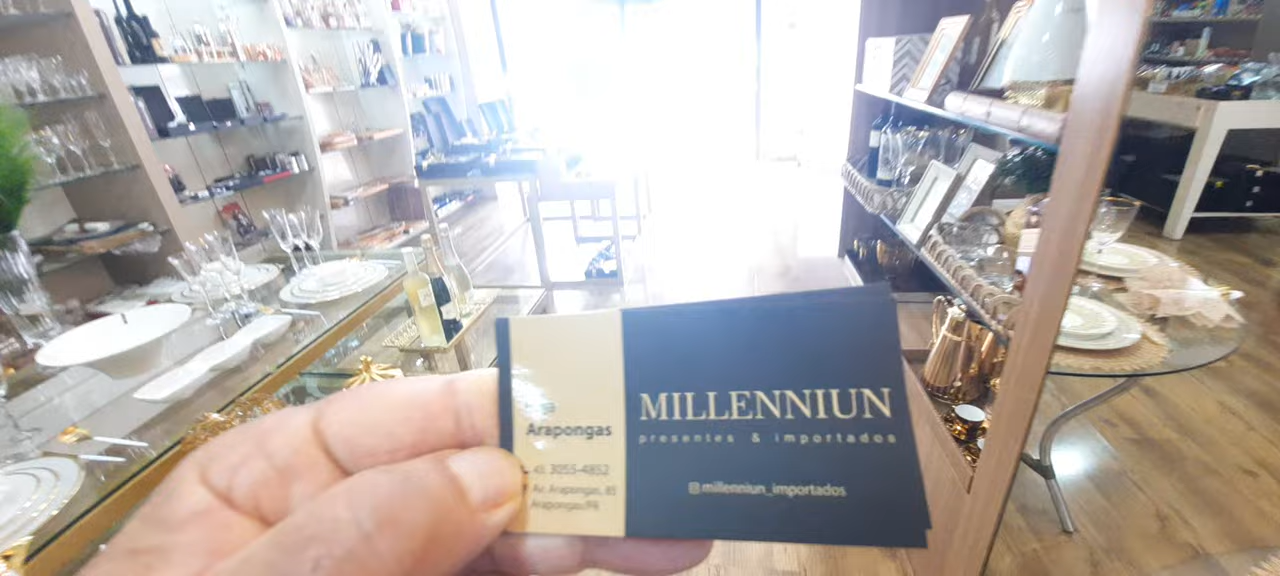 Arapongas
43. 3055-4852
Av. Arapongas, 85
Arapongas/PR
MILLENNIUN
presentes & importados
millenniun_importados